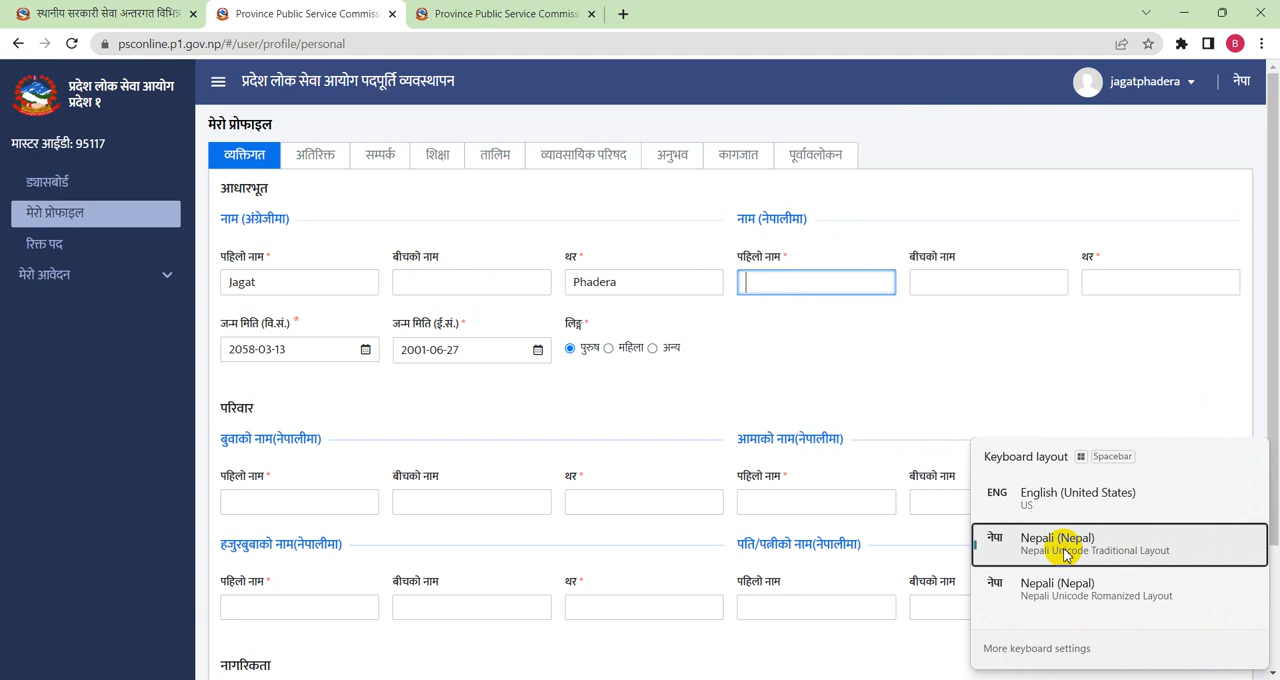 स्थानीय सरकारी सेवा अन्तरगत विभि
Province Public Service Commiss
Province Public Service Commiss
psconline.p1.gov.np/#/user/profile/personal
B
प्रदेश लोक सेवा आयोग
प्रदेश १
मास्टर आईडी: 95117
ड्यासबोर्ड
मेरो प्रोफाइल
रिक्त पद
मेरो आवेदन
प्रदेश लोक सेवा आयोग पदपूर्ति व्यवस्थापन
jagatphadera
नेपा
मेरो प्रोफाइल
व्यक्तिगत अतिरिक्त सम्पर्क शिक्षा तालिम व्यावसायिक परिषद अनुभव कागजात पूर्वावलोकन
आधारभूत
नाम (अंग्रेजीमा) नाम (नेपालीमा)
पहिलो नाम * बीचको नाम थर * पहिलो नाम * बीचको नाम थर *
Jagat Phadera
जन्म मिति (वि.सं.) * जन्म मिति (ई.सं.) * लिङ्ग *
2058-03-13 2001-06-27 पुरुष महिला अन्य
परिवार
बुवाको नाम(नेपालीमा) आमाको नाम(नेपालीमा)
पहिलो नाम * बीचको नाम थर * पहिलो नाम * बीचको नाम
हजुरबुबाको नाम(नेपालीमा) पति/पत्नीको नाम(नेपालीमा)
पहिलो नाम * बीचको नाम थर * पहिलो नाम बीचको नाम
नागरिकता
Keyboard layout Spacebar
ENG English (United States)
US
नेपा Nepali (Nepal)
Nepali Unicode Traditional Layout
नेपा Nepali (Nepal)
Nepali Unicode Romanized Layout
More keyboard settings